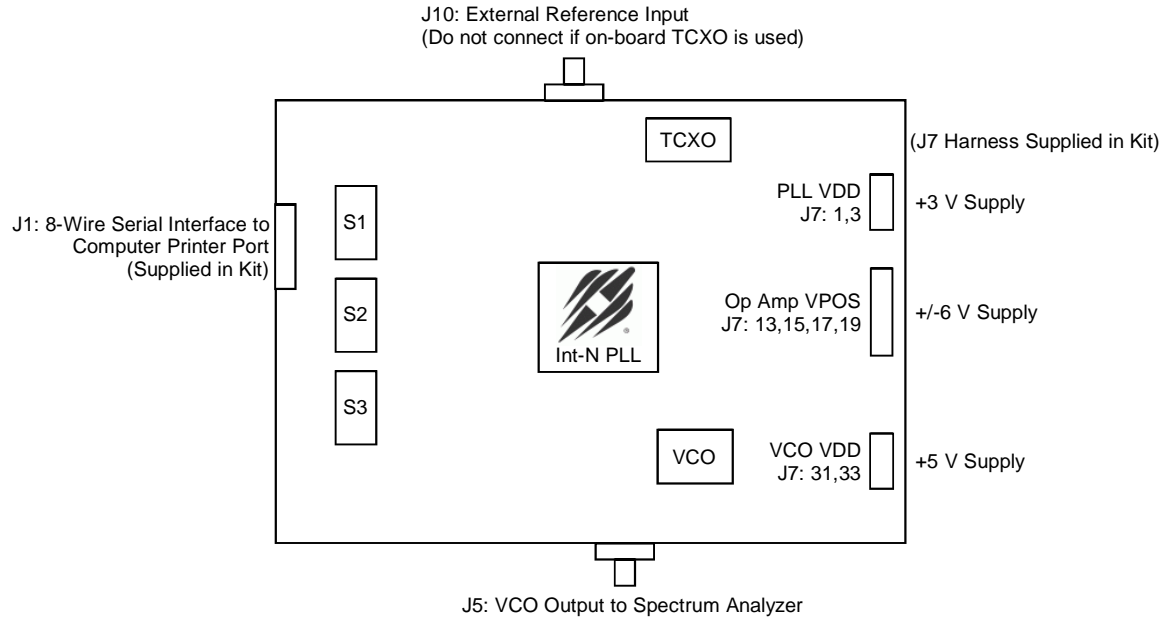 J10: External Reference Input
(Do not connect if on-board TCXO is used)
TCXO
(J7 Harness Supplied in Kit)
PLL VDD
J7: 1,3
+3 V Supply
J1: 8-Wire Serial Interface to
Computer Printer Port
(Supplied in Kit)
S1
S2
S3
®
Int-N PLL
Op Amp VPOS
J7: 13,15,17,19
+/-6 V Supply
VCO
VCO VDD
J7: 31,33
+5 V Supply
J5: VCO Output to Spectrum Analyzer